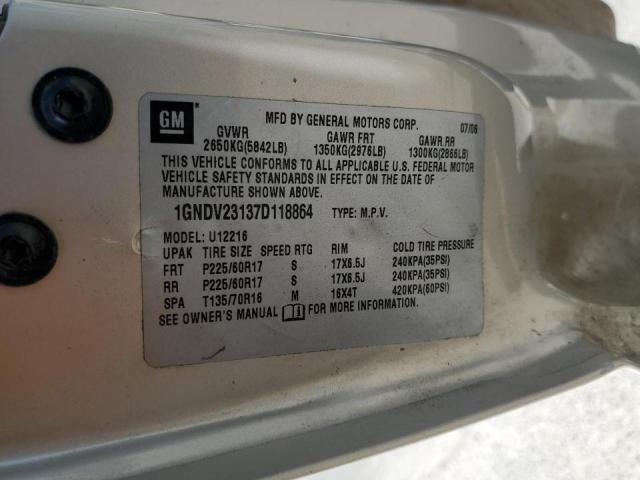 GM
MFD BY GENERAL MOTORS CORP. 07/06
GVWR GAWR FRT GAWR RR
2650KG(5842LB) 1350KG(2976LB) 1300KG(2866LB)
THIS VEHICLE CONFORMS TO ALL APPLICABLE U.S. FEDERAL MOTOR
VEHICLE SAFETY STANDARDS IN EFFECT ON THE DATE OF
MANUFACTURE SHOWN ABOVE.
1GNDV23137D118864 TYPE: M.P.V.
MODEL: U12216
UPAK TIRE SIZE SPEED RTG RIM COLD TIRE PRESSURE
FRT P225/60R17 S 17X6.5J 240KPA(35PSI)
RR P225/60R17 S 17X6.5J 240KPA(35PSI)
SPA T135/70R16 M 16X4T 420KPA(60PSI)
SEE OWNER'S MANUAL FOR MORE INFORMATION.